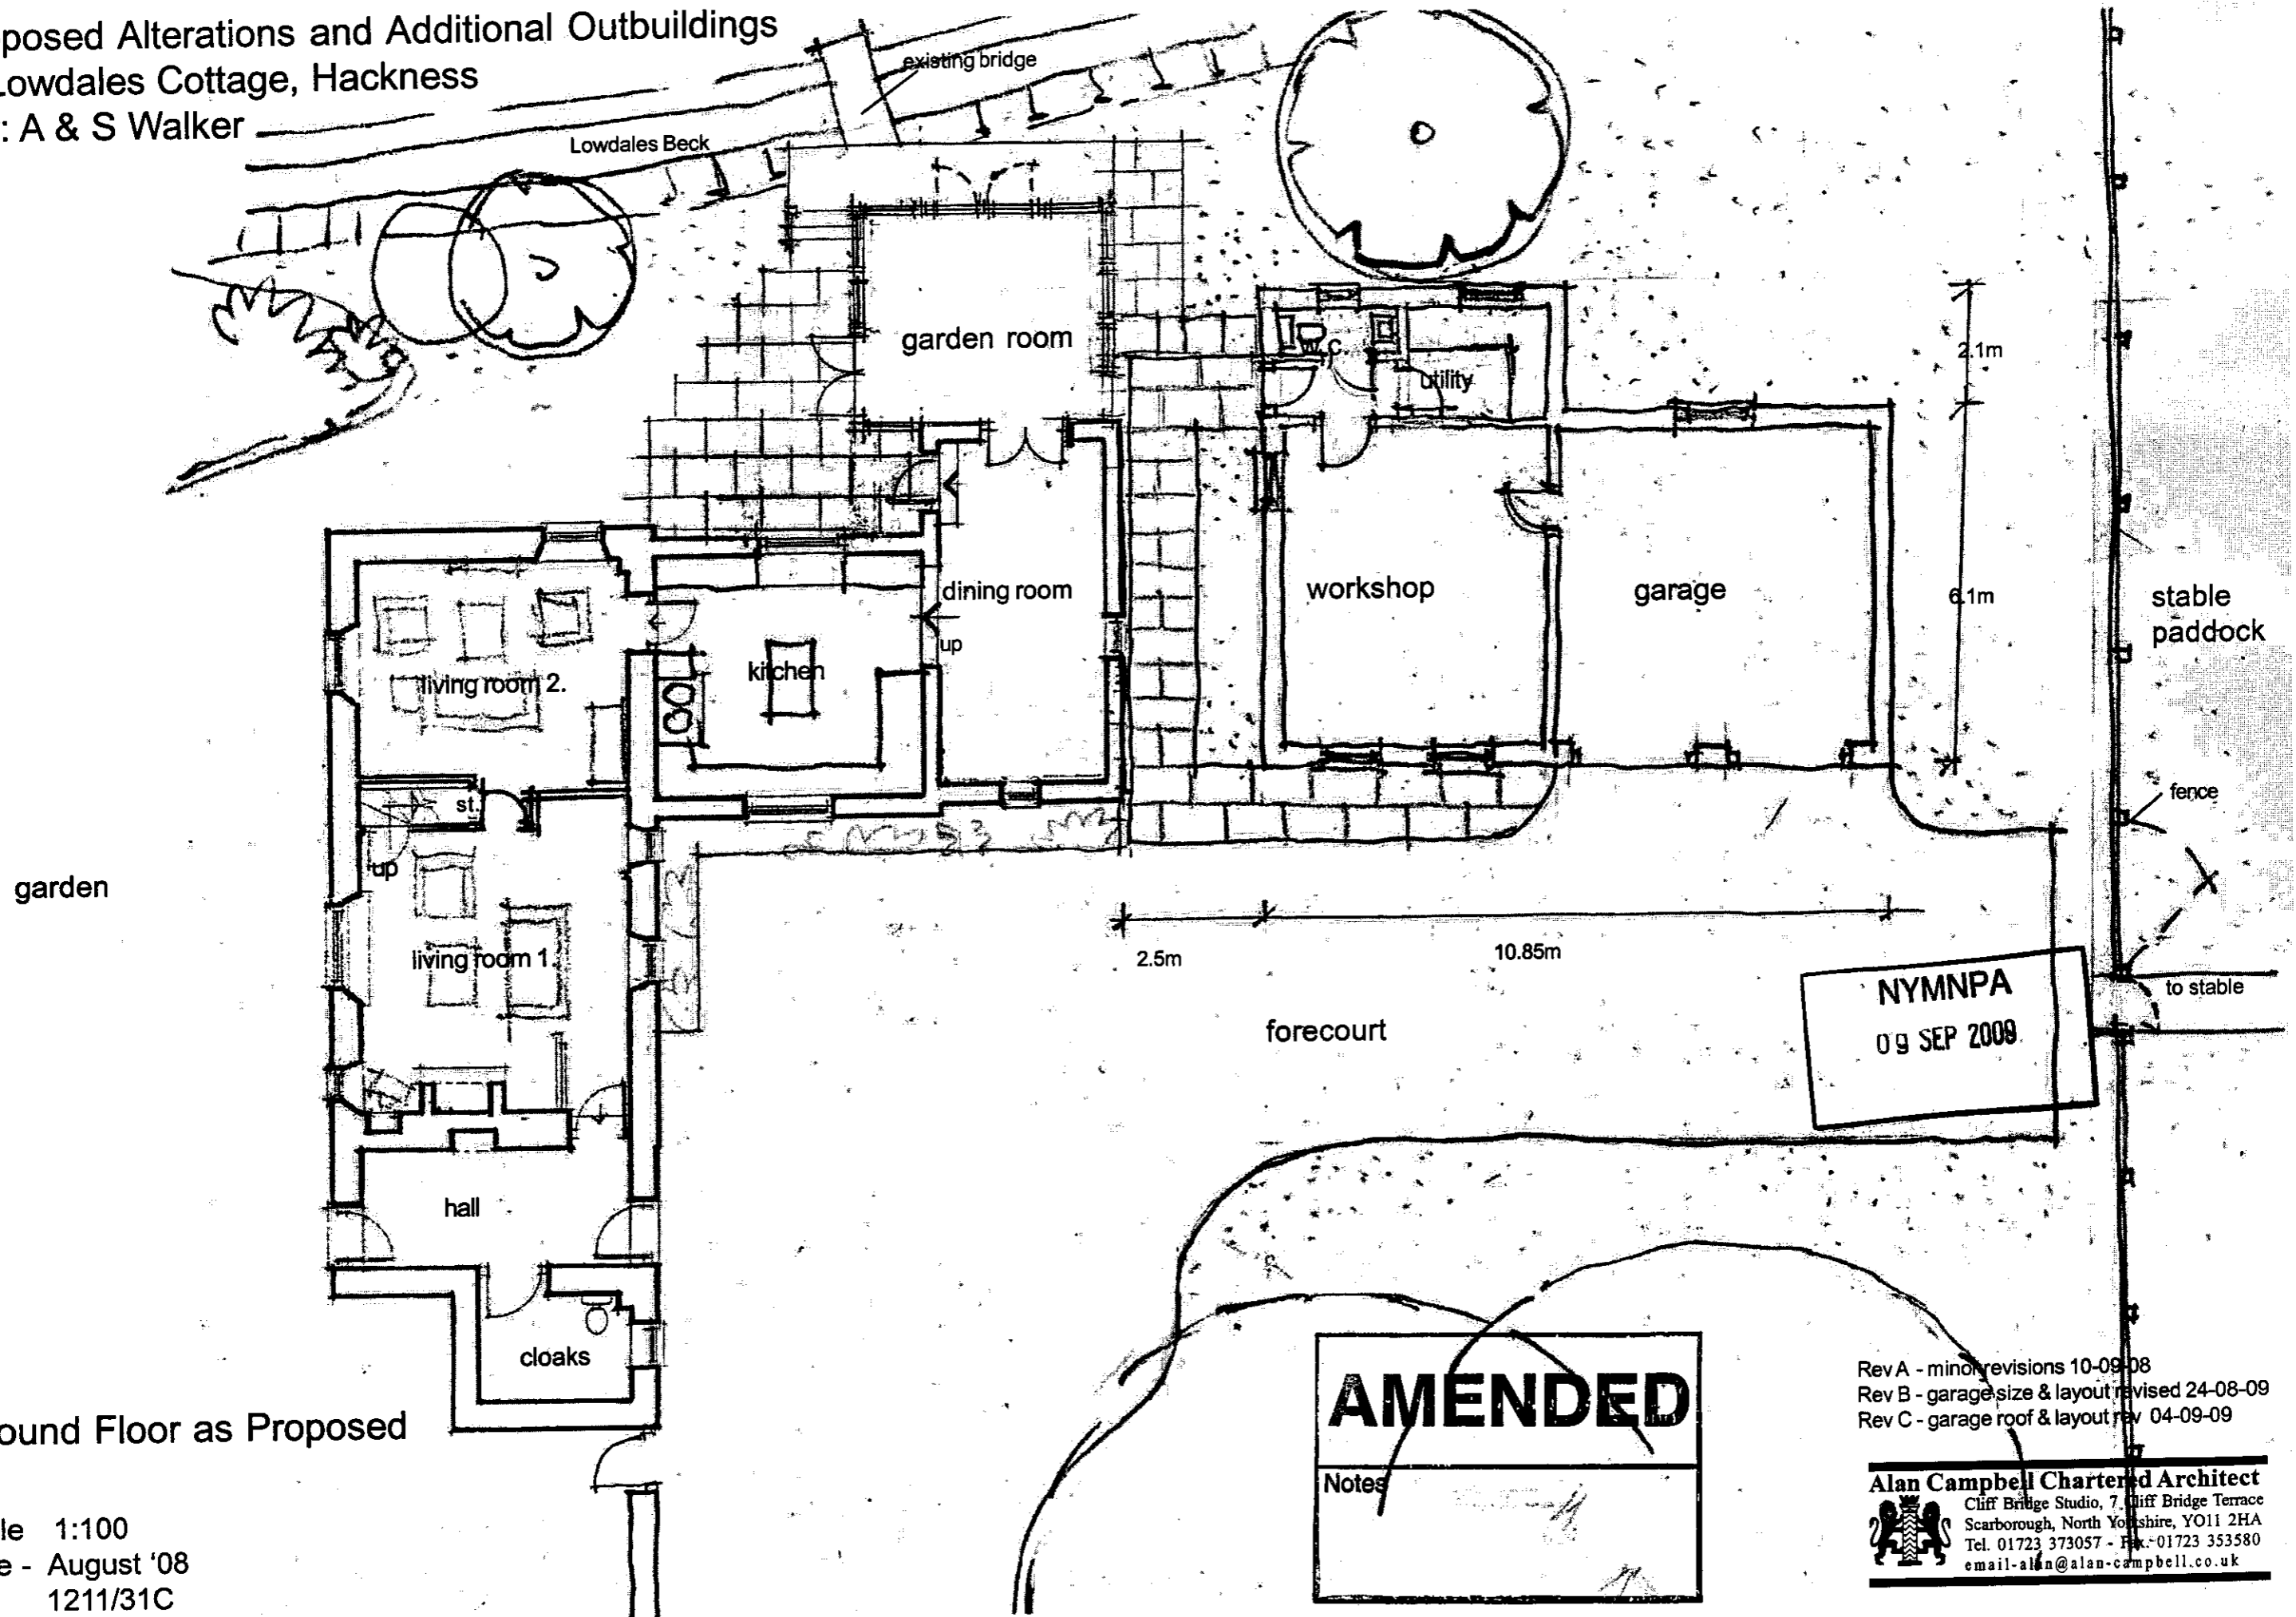 posed Alterations and Additional Outbuildings
Lowdales Cottage, Hackness
: A & S Walker
existing bridge
Lowdales Beck
garden room
W.C.
utility
2.1m
dining room
up
workshop
garage
6.1m
stable
paddock
living room 2.
kitchen
st.
up
fence
garden
living room 1.
2.5m
10.85m
NYMNPA
09 SEP 2009
to stable
forecourt
hall
cloaks
AMENDED
Notes
Rev A - minor revisions 10-09-08
Rev B - garage size & layout revised 24-08-09
Rev C - garage roof & layout rev 04-09-09
ound Floor as Proposed
le 1:100
e - August ‘08
1211/31C
Alan Campbell Chartered Architect
Cliff Bridge Studio, 7 Cliff Bridge Terrace
Scarborough, North Yorkshire, YO11 2HA
Tel. 01723 373057 - Fax.-01723 353580
email-alan@alan-campbell.co.uk